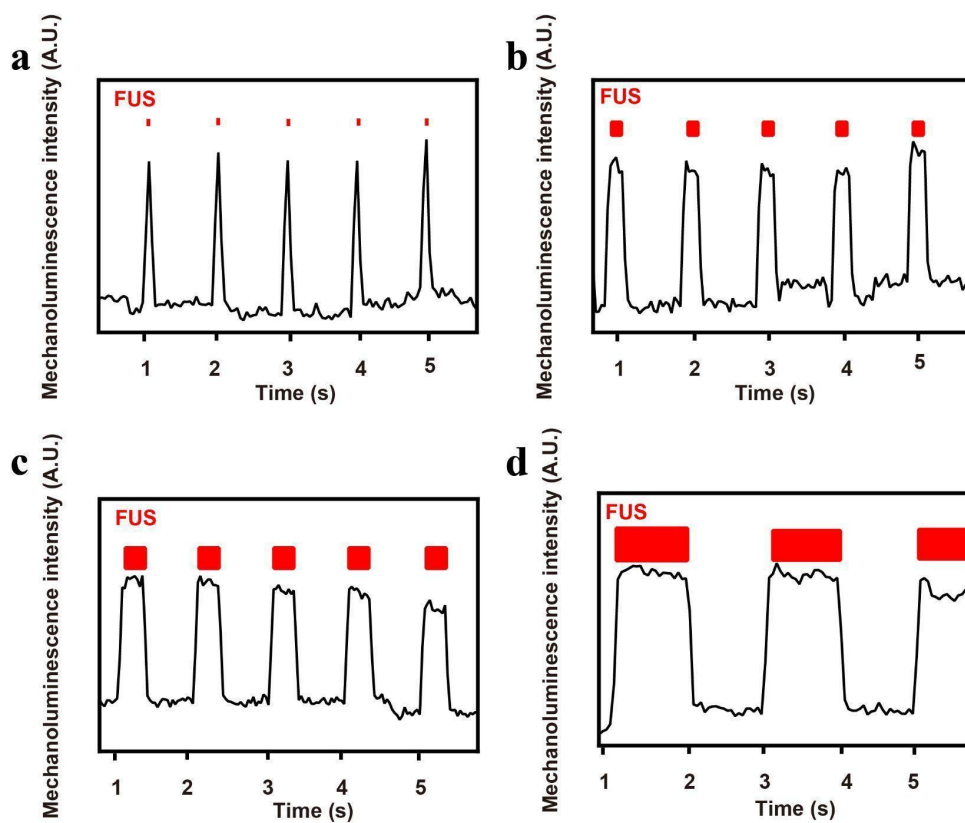 a
Mechanoluminescence intensity (A.U.)
FUS
1 2 3 4 5
Time (s)
b
Mechanoluminescence intensity (A.U.)
FUS
1 2 3 4 5
Time (s)
c
Mechanoluminescence intensity (A.U.)
FUS
1 2 3 4 5
Time (s)
d
Mechanoluminescence intensity (A.U.)
FUS
1 2 3 4 5
Time (s)